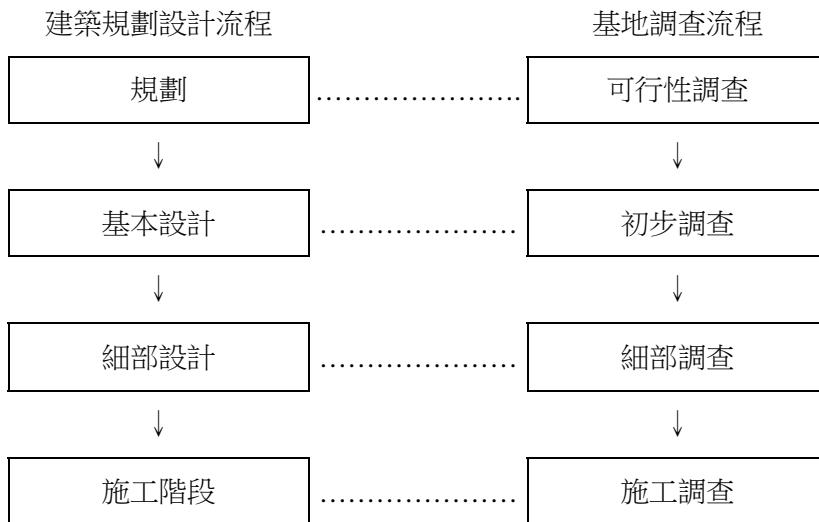 建築規劃設計流程 基地調查流程
規劃 ........................ 可行性調查
↓ ↓
基本設計 ....................... 初步調查
↓ ↓
細部設計 ....................... 細部調查
↓ ↓
施工階段 ....................... 施工調查